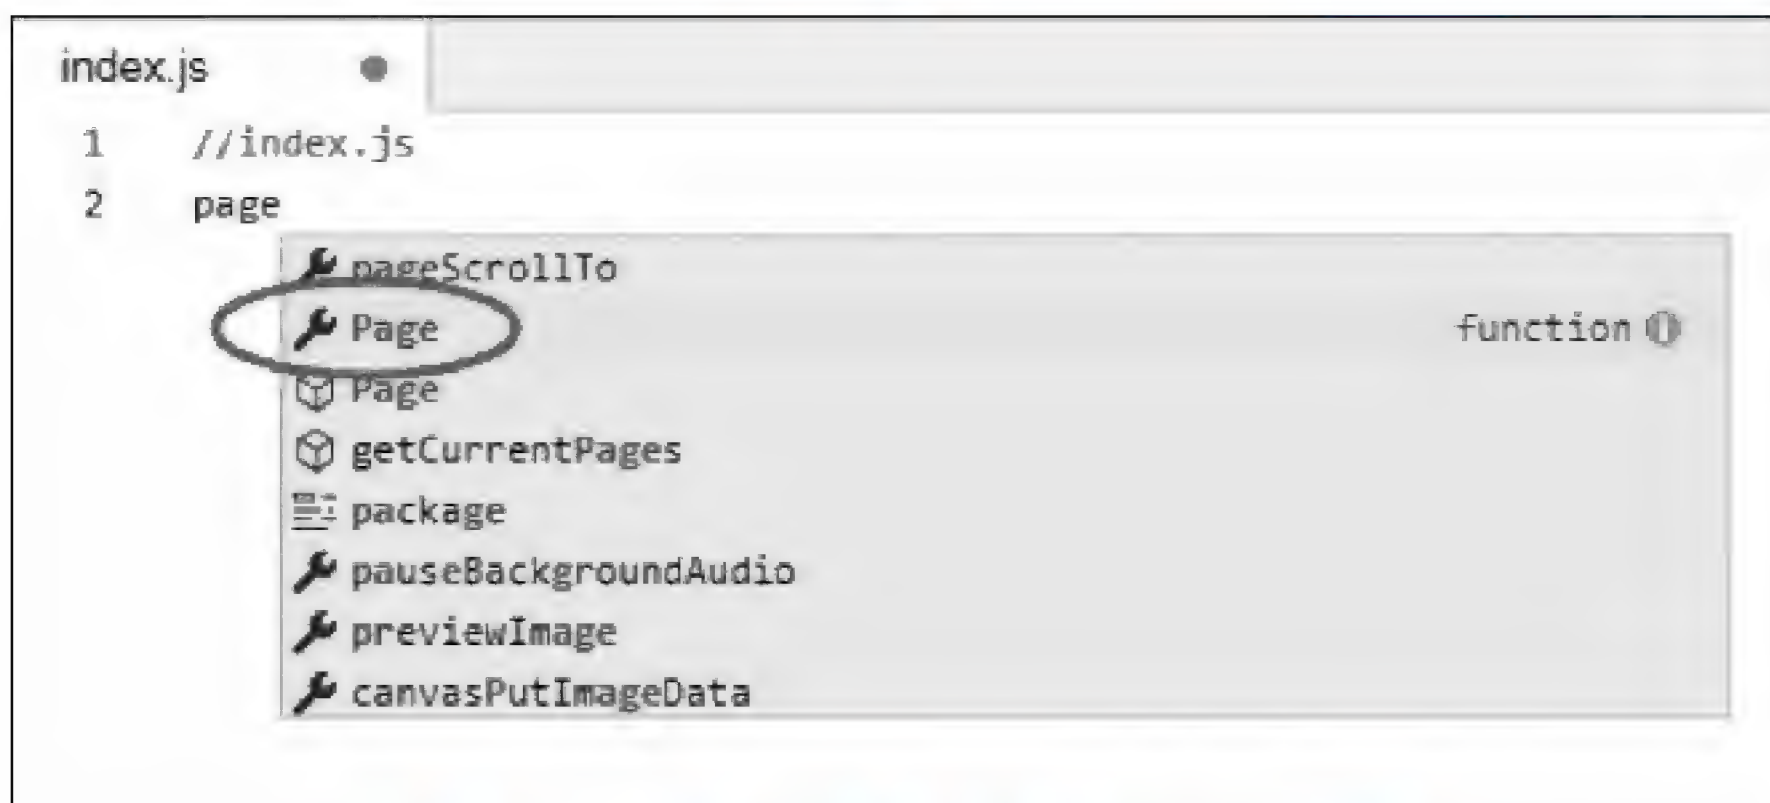 index.js
1 //index.js
2 page
pageScrollTo
Page function
Page
getCurrentPages
package
pauseBackgroundAudio
previewImage
canvasPutImageData